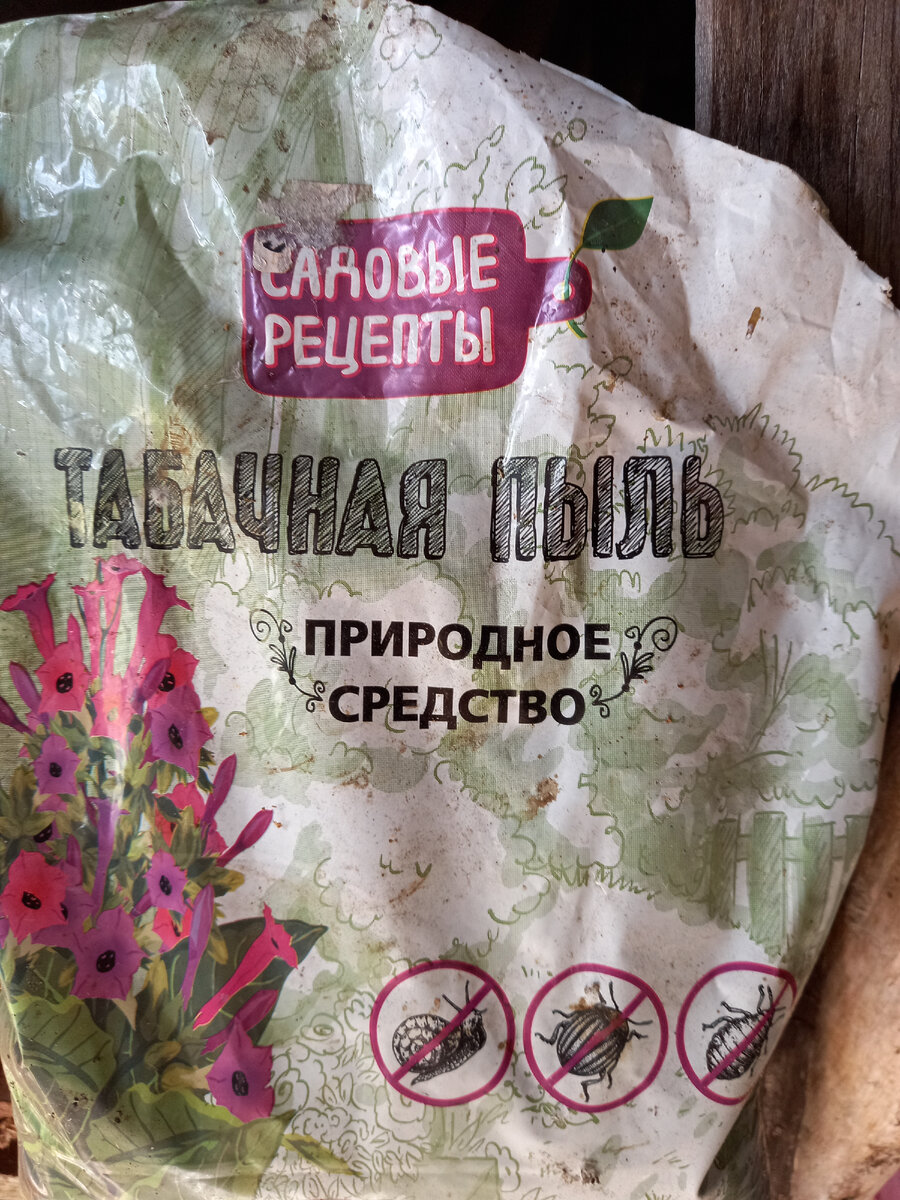 САДОВЫЕ
РЕЦЕПТЫ
ТАБАЧНАЯ ПЫЛЬ
ПРИРОДНОЕ
СРЕДСТВО